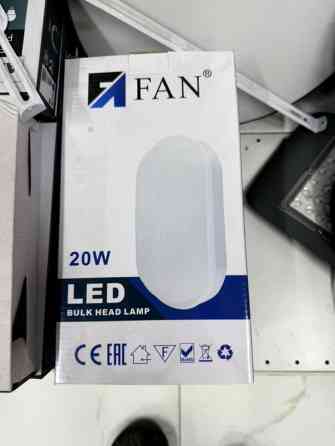 FAN®
20W
LED
BULK HEAD LAMP
CE EAC F